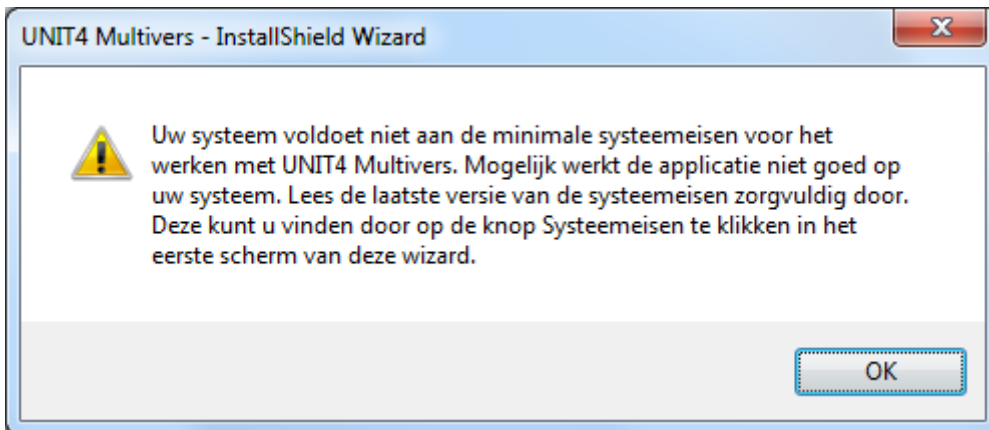 UNIT4 Multivers - InstallShield Wizard
Uw systeem voldoet niet aan de minimale systeemeisen voor het
werken met UNIT4 Multivers. Mogelijk werkt de applicatie niet goed op
uw systeem. Lees de laatste versie van de systeemeisen zorgvuldig door.
Deze kunt u vinden door op de knop Systeemeisen te klikken in het
eerste scherm van deze wizard.
OK